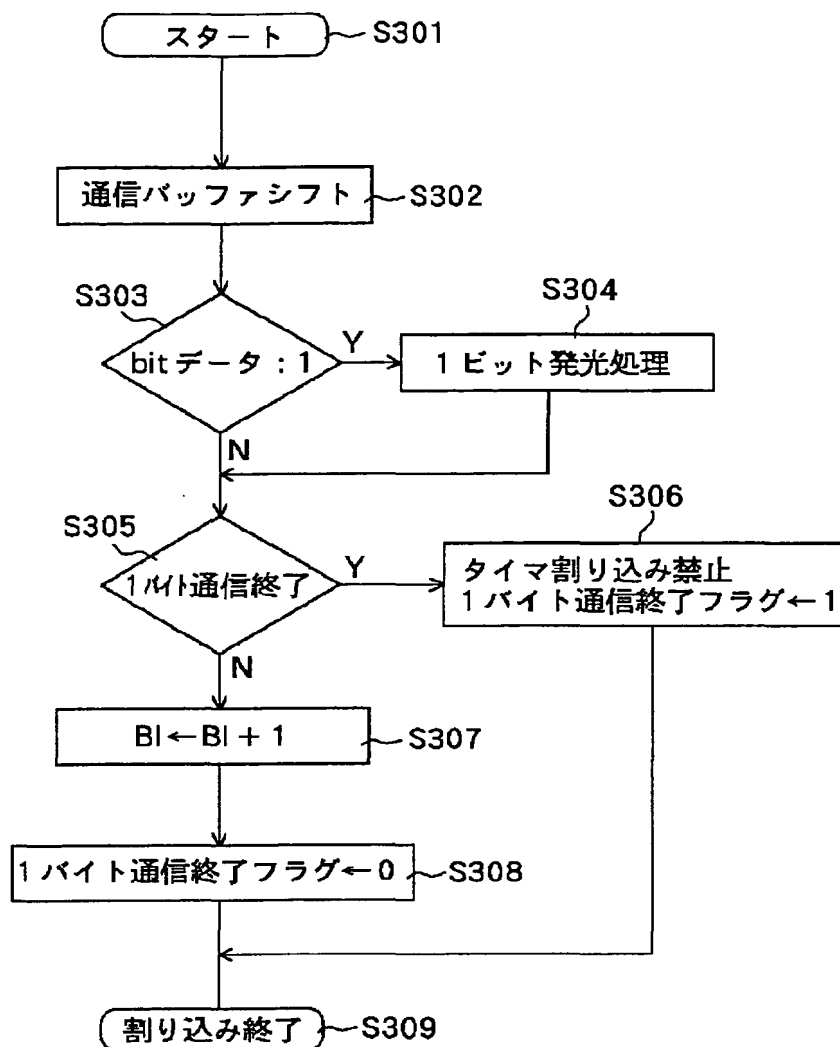 スタート
S301
通信バッファシフト
S302
S303
bitデータ:1
Y
N
S304
1ビット発光処理
S305
1バイト通信終了
Y
N
S306
タイマ割り込み禁止
1バイト通信終了フラグ←1
BI←BI+1
S307
1バイト通信終了フラグ←0
S308
割り込み終了
S309